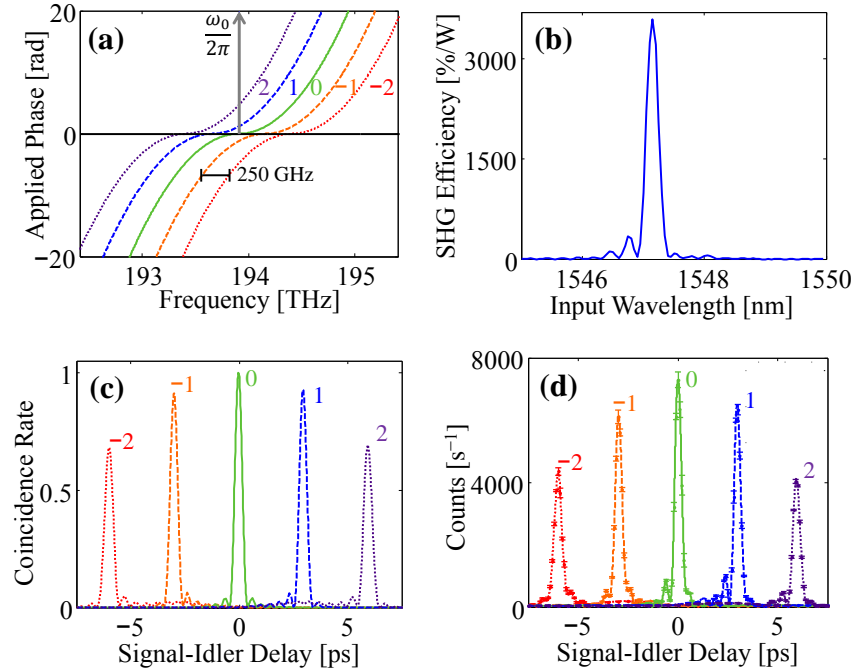 (a)
ω₀
2π
2 1 0 −1 −2
250 GHz
20
0
−20
193 194 195
Applied Phase [rad]
Frequency [THz]
(b)
3600
1500
0
1546 1548 1550
SHG Efficiency [%/W]
Input Wavelength [nm]
(c)
−2 −1 0 1 2
1
0.5
0
−5 0 5
Coincidence Rate
Signal-Idler Delay [ps]
(d)
−2 −1 0 1 2
8000
4000
0
−5 0 5
Counts [s⁻¹]
Signal-Idler Delay [ps]